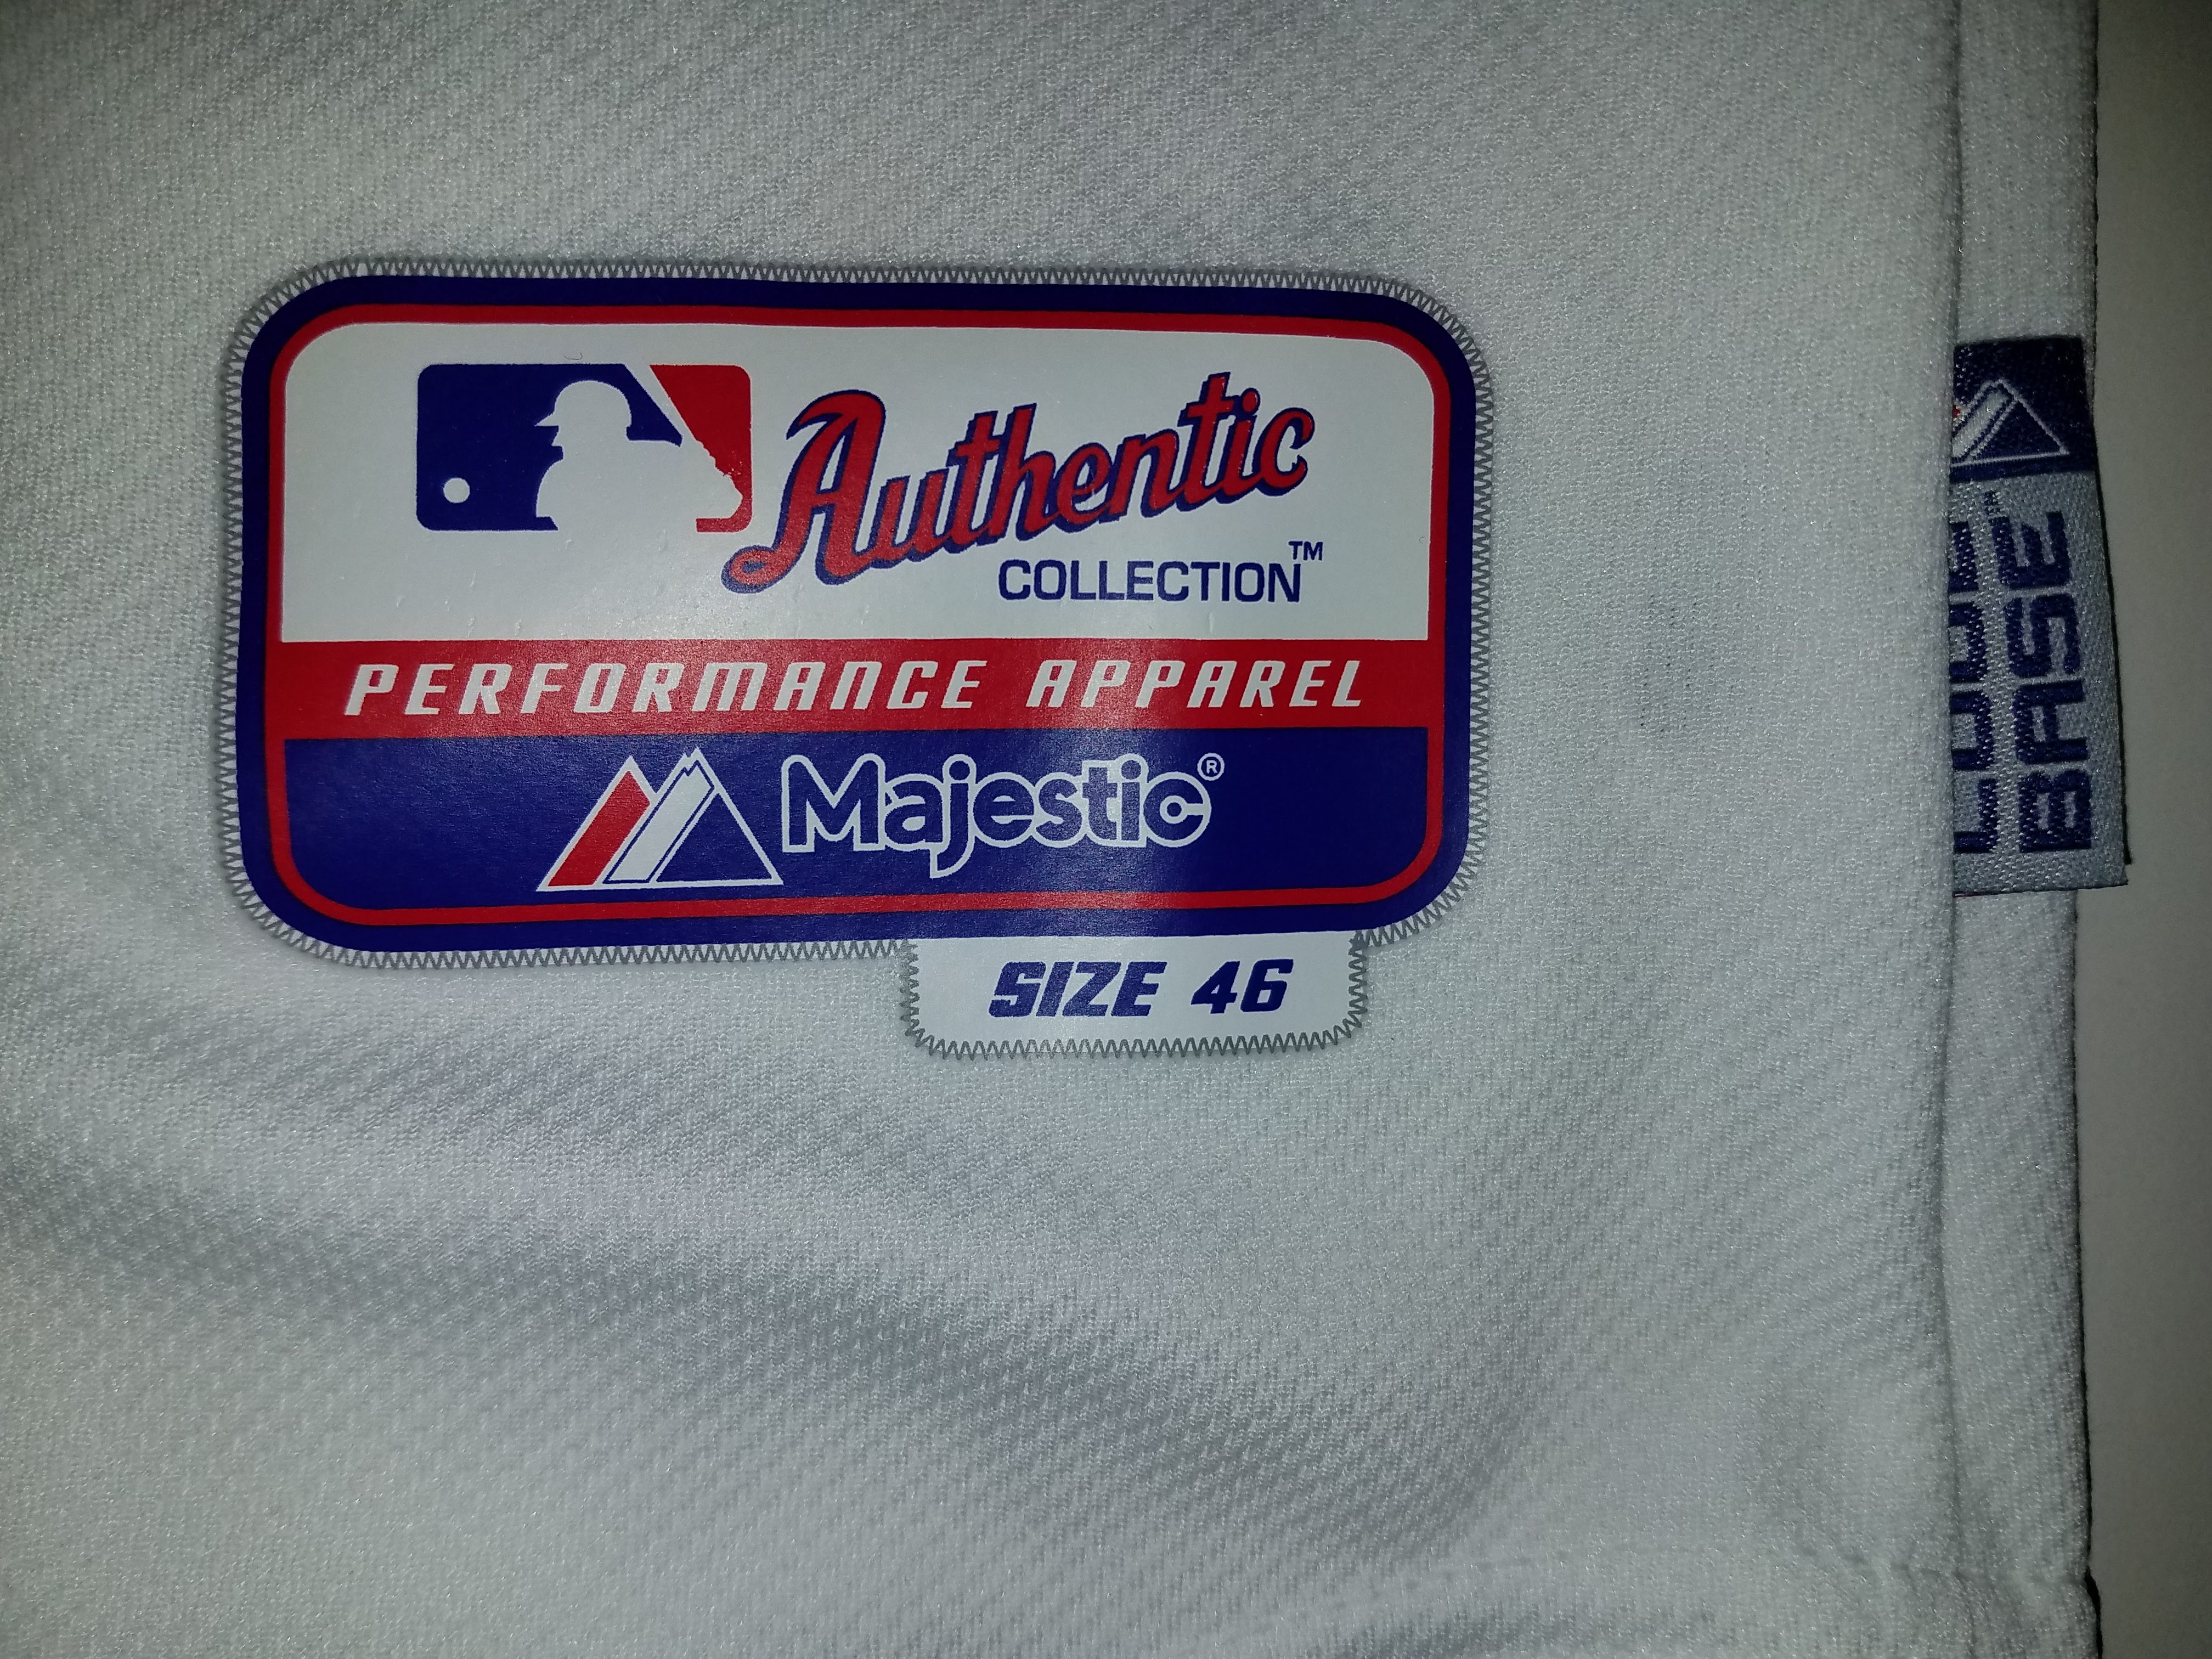 Authentic
COLLECTION™
PERFORMANCE APPAREL
Majestic®
SIZE 46
COOL
BASE